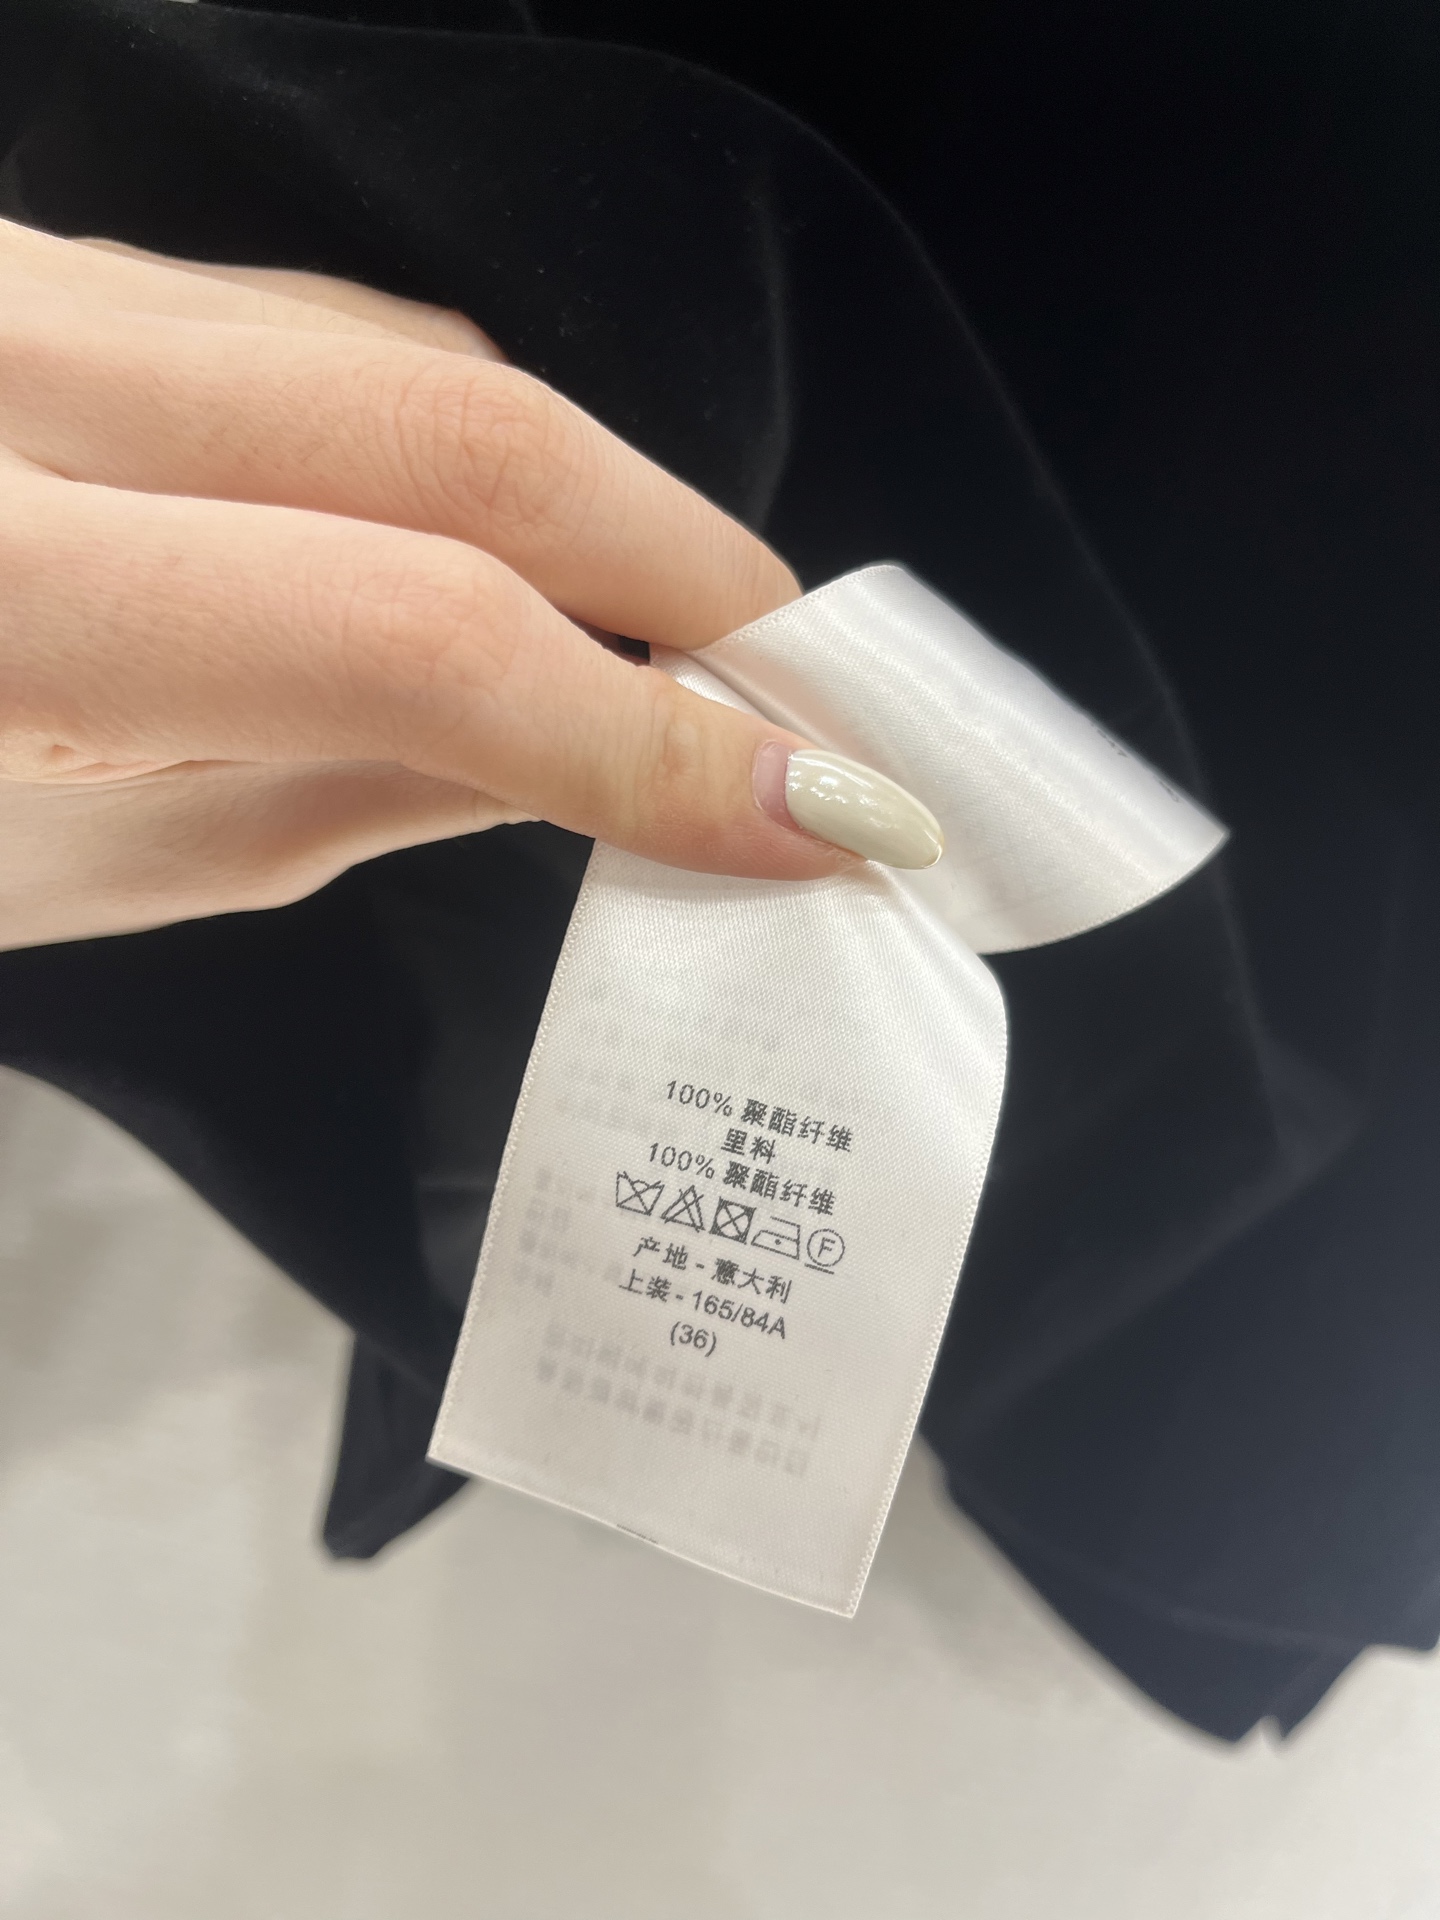 100% 聚酯纤维
里料
100% 聚酯纤维
F
产地 - 意大利
上装 - 165/84A
(36)